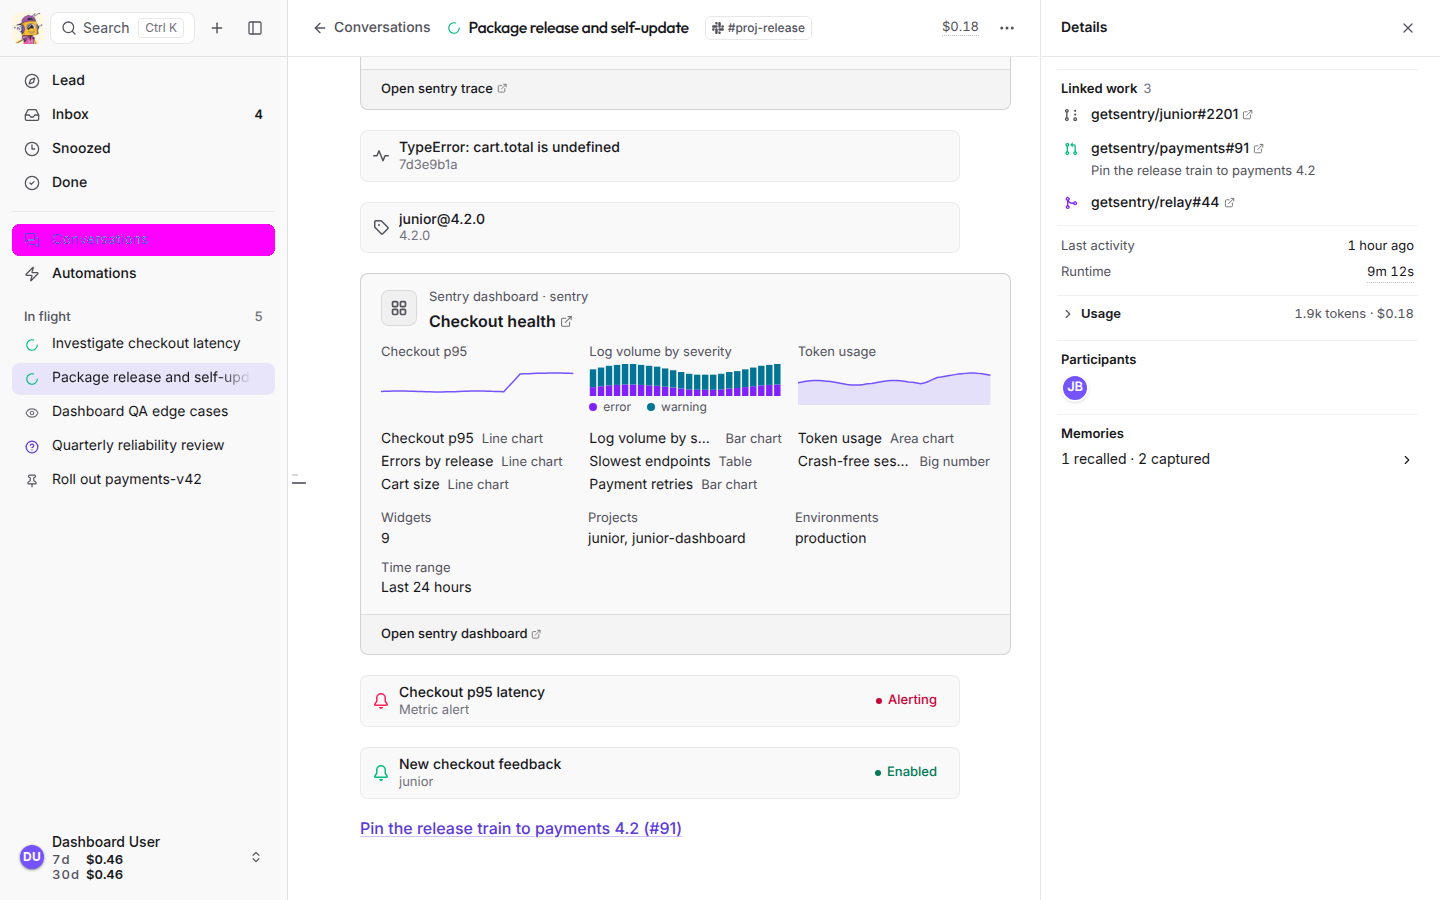 Search Ctrl K
Lead
Inbox 4
Snoozed
Done
Automations
In flight 5
Investigate checkout latency
Package release and self-upd
Dashboard QA edge cases
Quarterly reliability review
Roll out payments-v42
DU
Dashboard User
7d $0.46
30d $0.46
Conversations Package release and self-update #proj-release $0.18
Open sentry trace
TypeError: cart.total is undefined
7d3e9b1a
junior@4.2.0
4.2.0
Sentry dashboard · sentry
Checkout health
Checkout p95 Log volume by severity Token usage
error warning
Checkout p95 Line chart Log volume by s... Bar chart Token usage Area chart
Errors by release Line chart Slowest endpoints Table Crash-free ses... Big number
Cart size Line chart Payment retries Bar chart
Widgets Projects Environments
9 junior, junior-dashboard production
Time range
Last 24 hours
Open sentry dashboard
Checkout p95 latency
Metric alert
Alerting
New checkout feedback
junior
Enabled
Pin the release train to payments 4.2 (#91)
Details
Linked work 3
getsentry/junior#2201
getsentry/payments#91
Pin the release train to payments 4.2
getsentry/relay#44
Last activity 1 hour ago
Runtime 9m 12s
Usage 1.9k tokens · $0.18
Participants
JB
Memories
1 recalled · 2 captured